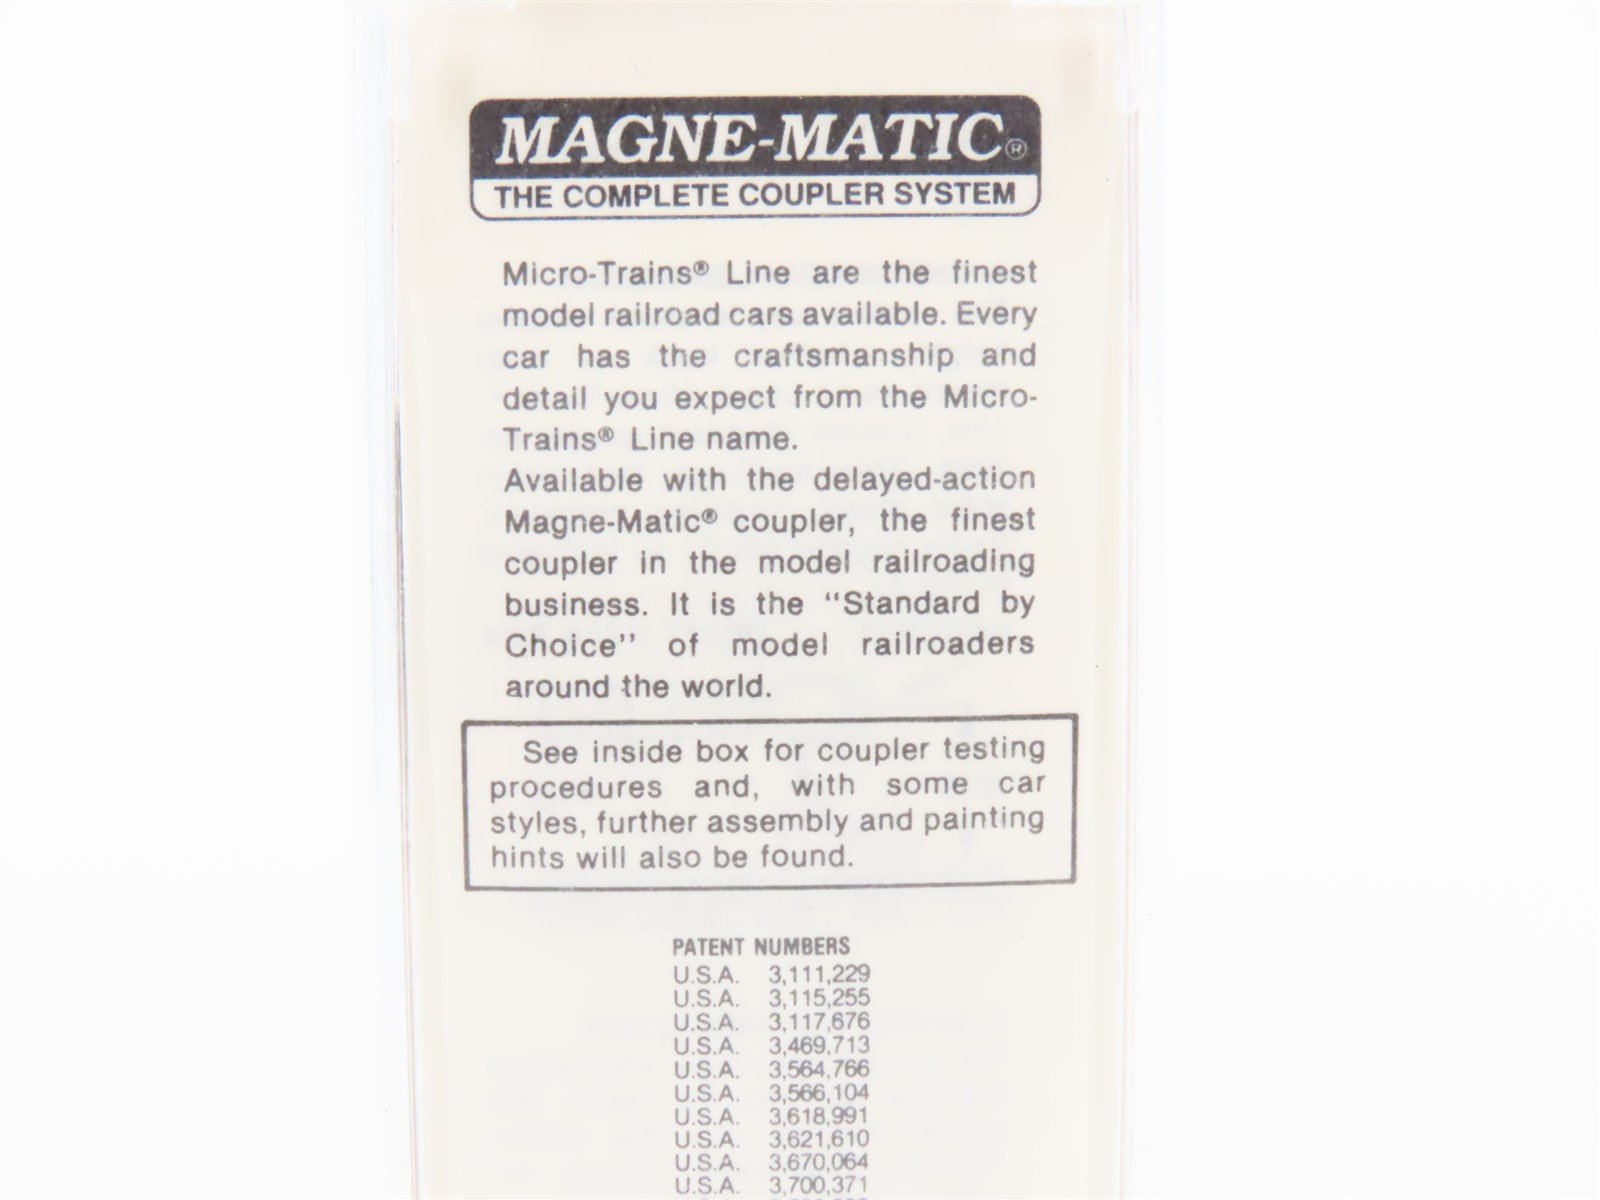 MAGNE-MATIC®
THE COMPLETE COUPLER SYSTEM
Micro-Trains® Line are the finest
model railroad cars available. Every
car has the craftsmanship and
detail you expect from the Micro-
Trains® Line name.
Available with the delayed-action
Magne-Matic® coupler, the finest
coupler in the model railroading
business. It is the "Standard by
Choice" of model railroaders
around the world.
See inside box for coupler testing
procedures and, with some car
styles, further assembly and painting
hints will also be found.
PATENT NUMBERS
U.S.A. 3,111,229
U.S.A. 3,115,255
U.S.A. 3,117,676
U.S.A. 3,469,713
U.S.A. 3,564,766
U.S.A. 3,566,104
U.S.A. 3,618,991
U.S.A. 3,621,610
U.S.A. 3,670,064
U.S.A. 3,700,371